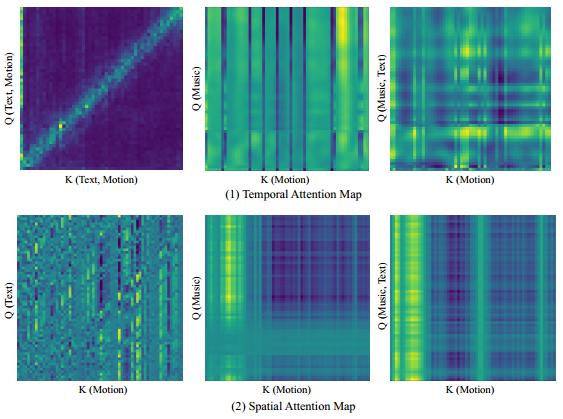 Q (Text, Motion)
K (Text, Motion)
Q (Music)
K (Motion)
Q (Music, Text)
K (Motion)
(1) Temporal Attention Map
Q (Text)
K (Motion)
Q (Music)
K (Motion)
Q (Music, Text)
K (Motion)
(2) Spatial Attention Map